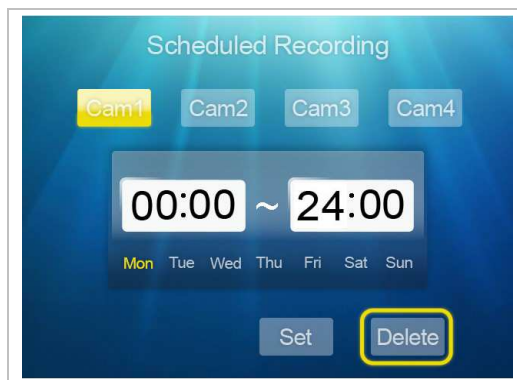 Scheduled Recording
Cam1 Cam2 Cam3 Cam4
00:00 ~ 24:00
Mon Tue Wed Thu Fri Sat Sun
Set Delete